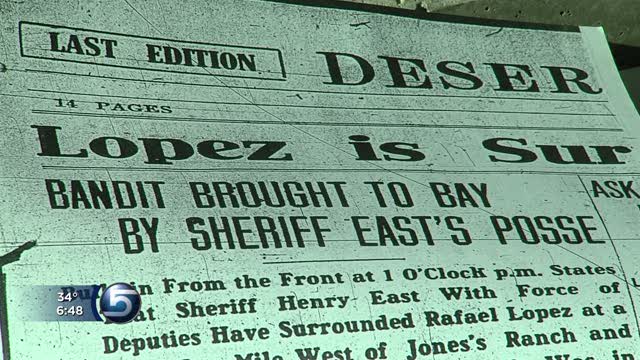 LAST EDITION
DESER
14 PAGES
Lopez is Sur
BANDIT BROUGHT TO BAY
BY SHERIFF EAST'S POSSE
ASK
From the Front at 1 O'Clock p.m. States
Sheriff Henry East With Force of
Deputies Have Surrounded Rafael Lopez at a
Mile West of Jones's Ranch and
34°
6:48
5